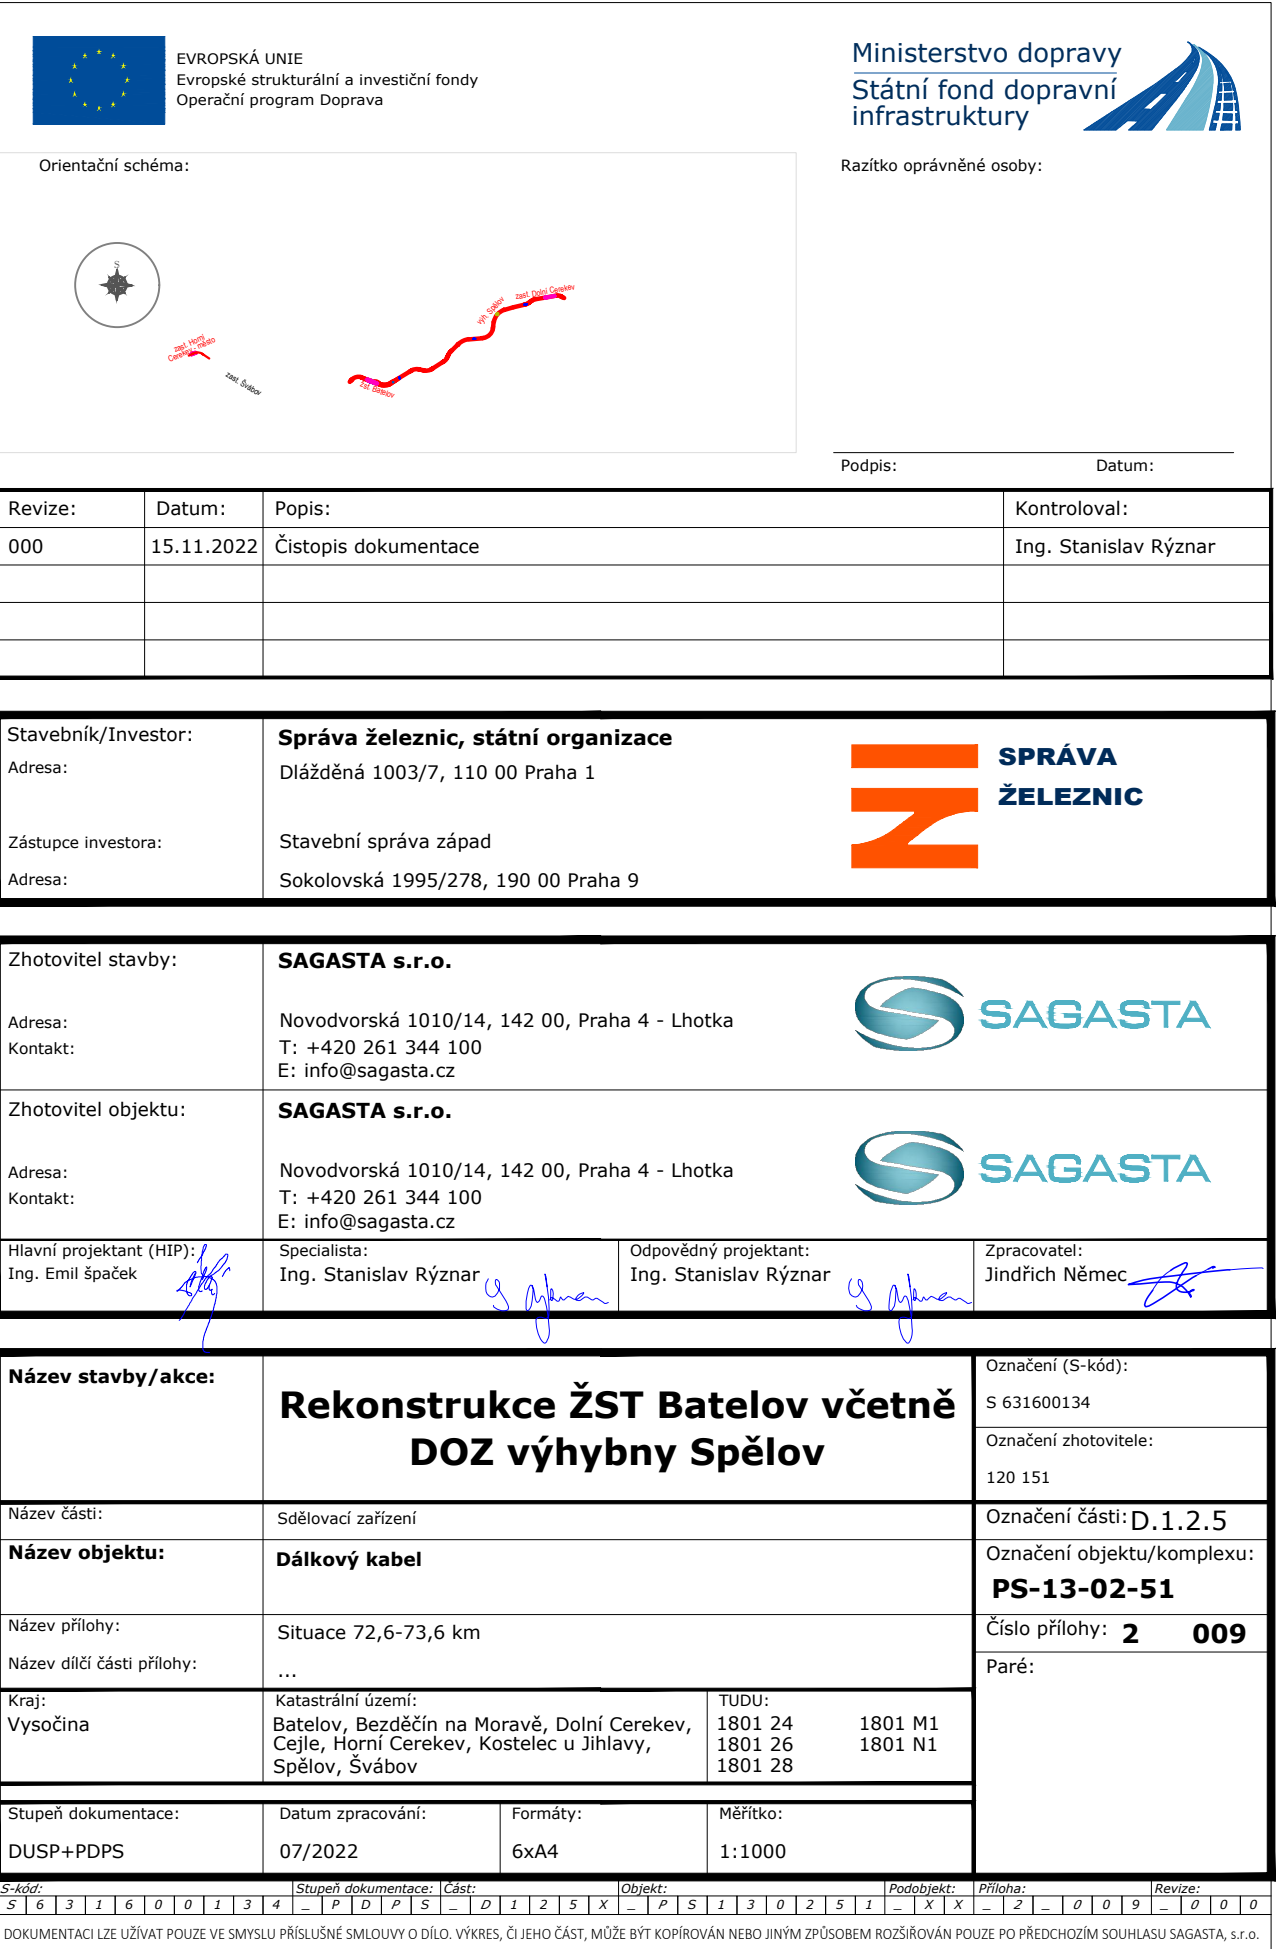 EVROPSKÁ UNIE
Evropské strukturální a investiční fondy
Operační program Doprava
Ministerstvo dopravy
Státní fond dopravní
infrastruktury
Orientační schéma:
Razítko oprávněné osoby:
S
zast. Horní
Cerekev - město
zast. Švábov
žst. Batelov
výh. Spělov
zast. Dolní Cerekev
Podpis: Datum:
Revize: Datum: Popis: Kontroloval:
000 15.11.2022 Čistopis dokumentace Ing. Stanislav Rýznar
Stavebník/Investor: Správa železnic, státní organizace
Adresa: Dlážděná 1003/7, 110 00 Praha 1
SPRÁVA
ŽELEZNIC
Zástupce investora: Stavební správa západ
Adresa: Sokolovská 1995/278, 190 00 Praha 9
Zhotovitel stavby: SAGASTA s.r.o.
SAGASTA
Adresa: Novodvorská 1010/14, 142 00, Praha 4 - Lhotka
Kontakt: T: +420 261 344 100
E: info@sagasta.cz
Zhotovitel objektu: SAGASTA s.r.o.
SAGASTA
Adresa: Novodvorská 1010/14, 142 00, Praha 4 - Lhotka
Kontakt: T: +420 261 344 100
E: info@sagasta.cz
Hlavní projektant (HIP): Specialista: Odpovědný projektant: Zpracovatel:
Ing. Emil špaček Ing. Stanislav Rýznar Ing. Stanislav Rýznar Jindřich Němec
Název stavby/akce:
Rekonstrukce ŽST Batelov včetně
DOZ výhybny Spělov
Označení (S-kód):
S 631600134
Označení zhotovitele:
120 151
Název části: Sdělovací zařízení
Označení části: D.1.2.5
Název objektu: Dálkový kabel
Označení objektu/komplexu:
PS-13-02-51
Název přílohy: Situace 72,6-73,6 km
Číslo přílohy: 2 009
Název dílčí části přílohy: ...
Paré:
Kraj: Katastrální území: TUDU:
Vysočina Batelov, Bezděčín na Moravě, Dolní Cerekev, 1801 24 1801 M1
Cejle, Horní Cerekev, Kostelec u Jihlavy, 1801 26 1801 N1
Spělov, Švábov 1801 28
Stupeň dokumentace: Datum zpracování: Formáty: Měřítko:
DUSP+PDPS 07/2022 6xA4 1:1000
S-kód: Stupeň dokumentace: Část: Objekt: Podobjekt: Příloha: Revize:
S 6 3 1 6 0 0 1 3 4 _ P D P S _ D 1 2 5 X _ P S 1 3 0 2 5 1 _ X X _ 2 _ 0 0 9 _ 0 0 0
DOKUMENTACI LZE UŽÍVAT POUZE VE SMYSLU PŘÍSLUŠNÉ SMLOUVY O DÍLO. VÝKRES, ČI JEHO ČÁST, MŮŽE BÝT KOPÍROVÁN NEBO JINÝM ZPŮSOBEM ROZŠIŘOVÁN POUZE PO PŘEDCHOZÍM SOUHLASU SAGASTA, s.r.o.